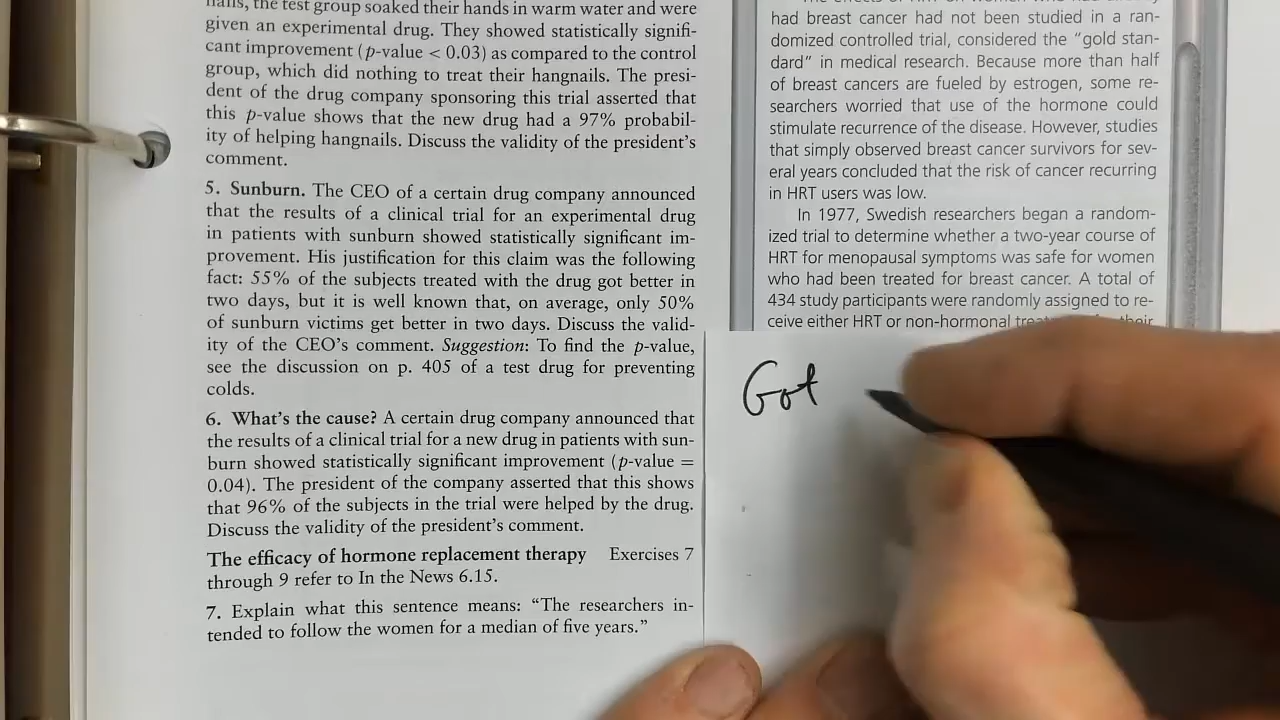 nails, the test group soaked their hands in warm water and were
given an experimental drug. They showed statistically signifi-
cant improvement (p-value < 0.03) as compared to the control
group, which did nothing to treat their hangnails. The presi-
dent of the drug company sponsoring this trial asserted that
this p-value shows that the new drug had a 97% probabil-
ity of helping hangnails. Discuss the validity of the president's
comment.
5. Sunburn. The CEO of a certain drug company announced
that the results of a clinical trial for an experimental drug
in patients with sunburn showed statistically significant im-
provement. His justification for this claim was the following
fact: 55% of the subjects treated with the drug got better in
two days, but it is well known that, on average, only 50%
of sunburn victims get better in two days. Discuss the valid-
ity of the CEO's comment. Suggestion: To find the p-value,
see the discussion on p. 405 of a test drug for preventing
colds.
6. What's the cause? A certain drug company announced that
the results of a clinical trial for a new drug in patients with sun-
burn showed statistically significant improvement (p-value =
0.04). The president of the company asserted that this shows
that 96% of the subjects in the trial were helped by the drug.
Discuss the validity of the president's comment.
The efficacy of hormone replacement therapy Exercises 7
through 9 refer to In the News 6.15.
7. Explain what this sentence means: “The researchers in-
tended to follow the women for a median of five years.”
had breast cancer had not been studied in a ran-
domized controlled trial, considered the “gold stan-
dard” in medical research. Because more than half
of breast cancers are fueled by estrogen, some re-
searchers worried that use of the hormone could
stimulate recurrence of the disease. However, studies
that simply observed breast cancer survivors for sev-
eral years concluded that the risk of cancer recurring
in HRT users was low.
In 1977, Swedish researchers began a random-
ized trial to determine whether a two-year course of
HRT for menopausal symptoms was safe for women
who had been treated for breast cancer. A total of
434 study participants were randomly assigned to re-
ceive either HRT or non-hormonal
Got